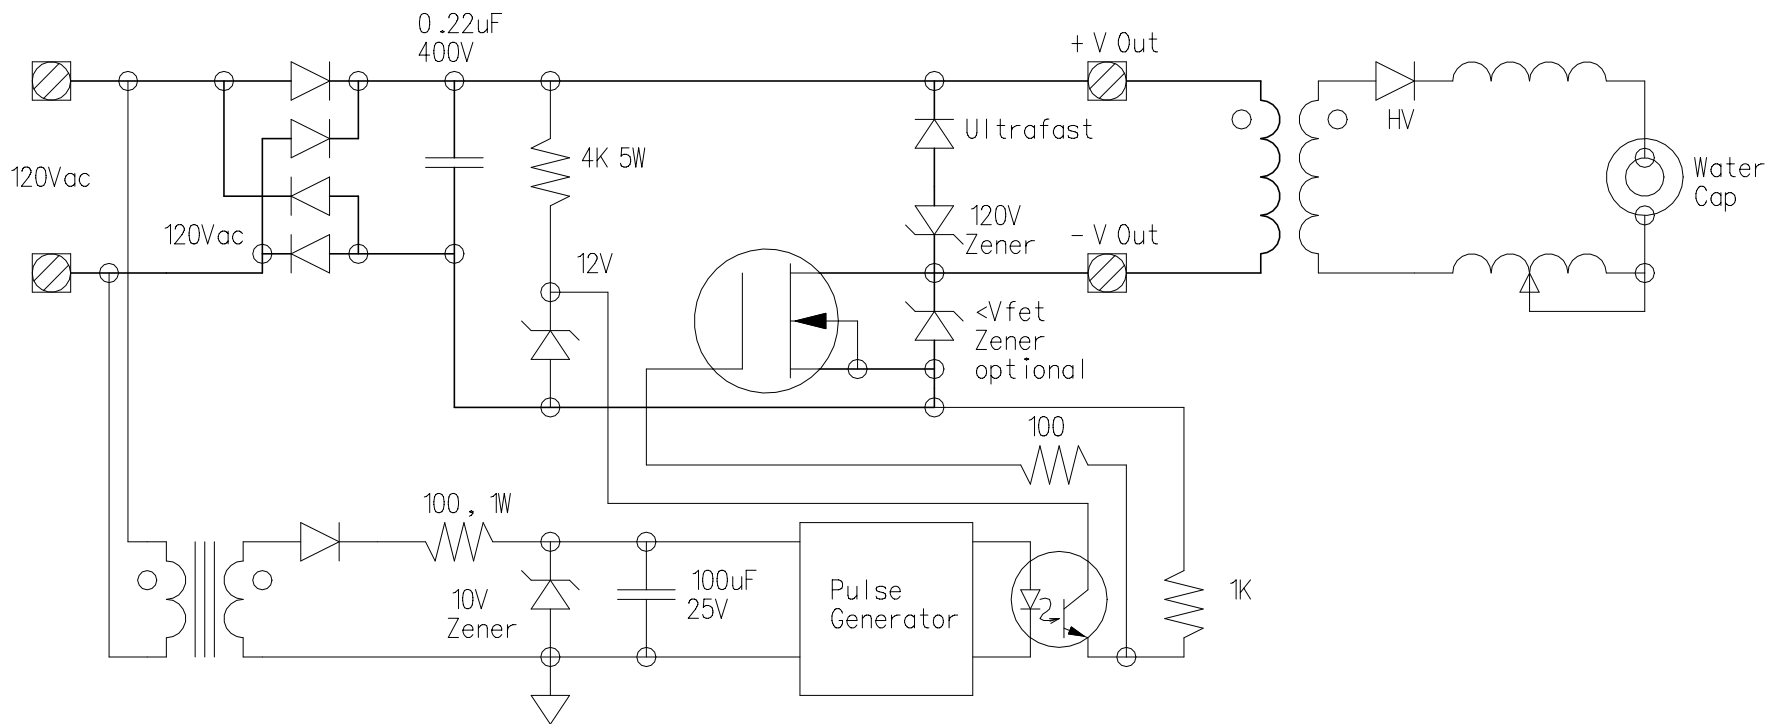 0.22uF
400V
+ V Out
Ultrafast
HV
4K 5W
120Vac
Water
Cap
120V
Zener
120Vac
- V Out
12V
<Vfet
Zener
optional
100
100, 1W
10V
Zener
100uF
25V
Pulse
Generator
1K